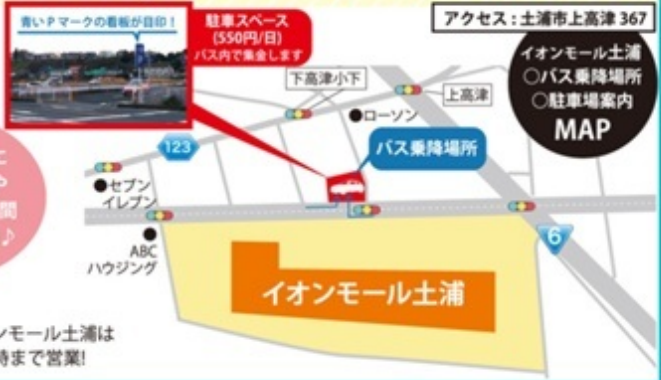 青いPマークの看板が目印！
駐車スペース
(550円/日)
バス内で集金します
アクセス：土浦市上高津 367
イオンモール土浦
○バス乗降場所
○駐車場案内
MAP
下高津小下
上高津
●ローソン
123
バス乗降場所
●セブン
イレブン
間
♪
ABC
ハウジング
6
イオンモール土浦
ンモール土浦は
時まで営業!